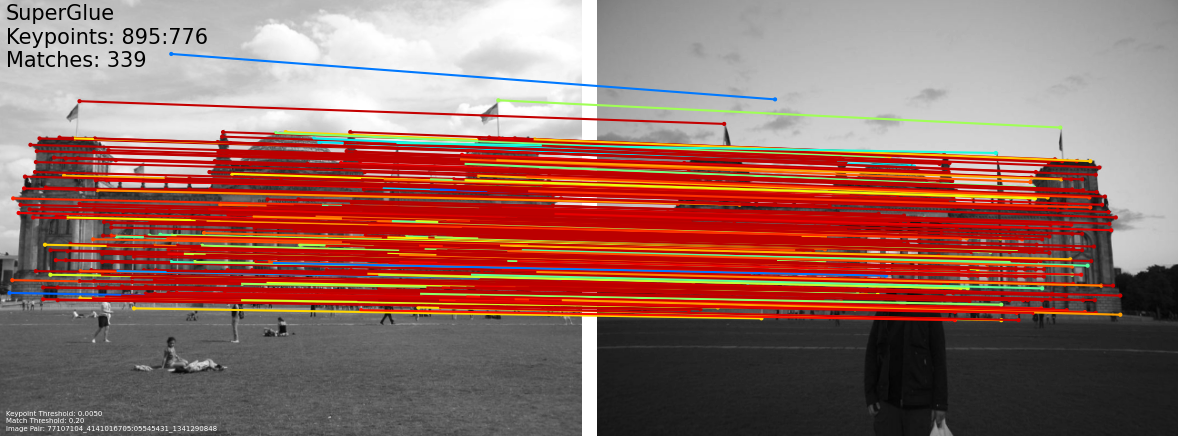 SuperGlue
Keypoints: 895:776
Matches: 339
Keypoint Threshold: 0.0050
Match Threshold: 0.20
Image Pair: 77107104_4141016705:05545431_1341290848